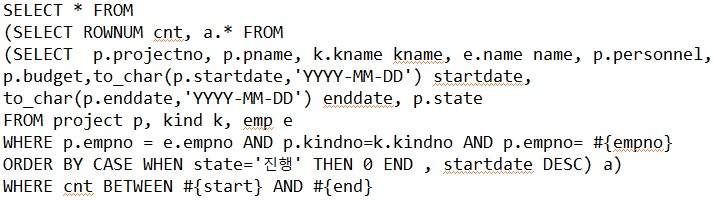 SELECT * FROM
(SELECT ROWNUM cnt, a.* FROM
(SELECT  p.projectno, p.pname, k.kname kname, e.name name, p.personnel,
p.budget,to_char(p.startdate,'YYYY-MM-DD') startdate,
to_char(p.enddate,'YYYY-MM-DD') enddate, p.state
FROM project p, kind k, emp e
WHERE p.empno = e.empno AND p.kindno=k.kindno AND p.empno= #{empno}
ORDER BY CASE WHEN state='진행' THEN 0 END , startdate DESC) a)
WHERE cnt BETWEEN #{start} AND #{end}